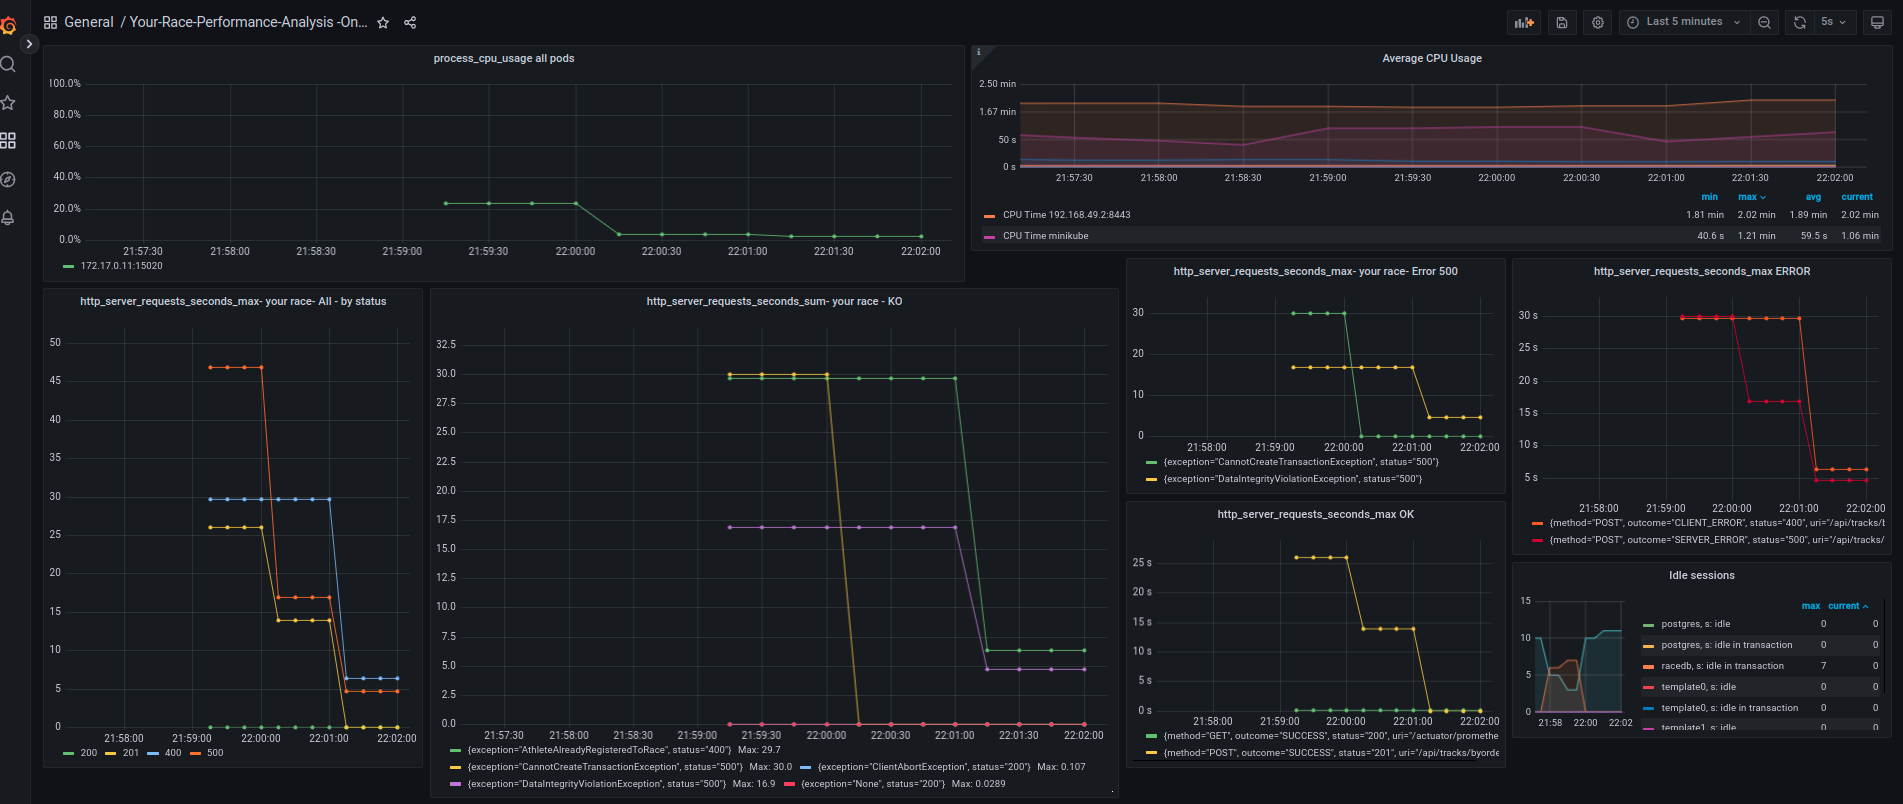 General / Your-Race-Performance-Analysis -On...
Last 5 minutes
5s
process_cpu_usage all pods
100.0%
80.0%
60.0%
40.0%
20.0%
0.0%
21:57:30 21:58:00 21:58:30 21:59:00 21:59:30 22:00:00 22:00:30 22:01:00 22:01:30 22:02:00
172.17.0.11:15020
i
Average CPU Usage
2.50 min
1.67 min
50 s
0 s
21:57:30 21:58:00 21:58:30 21:59:00 21:59:30 22:00:00 22:00:30 22:01:00 22:01:30 22:02:00
min max avg current
CPU Time 192.168.49.2:8443 1.81 min 2.02 min 1.89 min 2.02 min
CPU Time minikube 40.6 s 1.21 min 59.5 s 1.06 min
http_server_requests_seconds_max- your race- All - by status
50
45
40
35
30
25
20
15
10
5
0
21:58:00 21:59:00 22:00:00 22:01:00 22:02:00
200 201 400 500
http_server_requests_seconds_sum- your race - KO
32.5
30.0
27.5
25.0
22.5
20.0
17.5
15.0
12.5
10.0
7.5
5.0
2.5
0.0
21:57:30 21:58:00 21:58:30 21:59:00 21:59:30 22:00:00 22:00:30 22:01:00 22:01:30 22:02:00
{exception="AthleteAlreadyRegisteredToRace", status="400"} Max: 29.7
{exception="CannotCreateTransactionException", status="500"} Max: 30.0 {exception="ClientAbortException", status="200"} Max: 0.107
{exception="DataIntegrityViolationException", status="500"} Max: 16.9 {exception="None", status="200"} Max: 0.0289
http_server_requests_seconds_max- your race- Error 500
30
20
10
0
21:58:00 21:59:00 22:00:00 22:01:00 22:02:00
{exception="CannotCreateTransactionException", status="500"}
{exception="DataIntegrityViolationException", status="500"}
http_server_requests_seconds_max OK
25 s
20 s
15 s
10 s
5 s
0 s
21:58:00 21:59:00 22:00:00 22:01:00 22:02:00
{method="GET", outcome="SUCCESS", status="200", uri="/actuator/promethe
{method="POST", outcome="SUCCESS", status="201", uri="/api/tracks/byorde
http_server_requests_seconds_max ERROR
30 s
25 s
20 s
15 s
10 s
5 s
21:58:00 21:59:00 22:00:00 22:01:00 22:02:00
{method="POST", outcome="CLIENT_ERROR", status="400", uri="/api/tracks/b
{method="POST", outcome="SERVER_ERROR", status="500", uri="/api/tracks/
Idle sessions
15
10
5
0
21:58 22:00 22:02
max current
postgres, s: idle 0 0
postgres, s: idle in transaction 0 0
racedb, s: idle in transaction 7 0
template0, s: idle 0 0
template0, s: idle in transaction 0 0
template1, s: idle 0 0